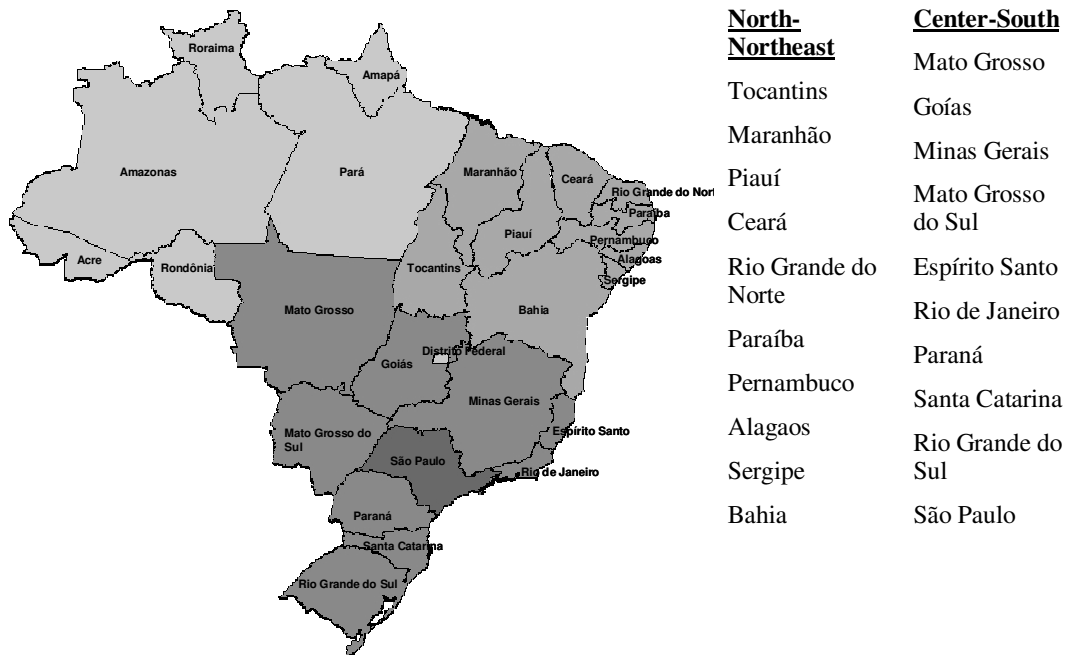 Roraima
Amapá
Amazonas
Pará
Maranhão
Ceará
Rio Grande do Nort
Paraíba
Piauí
Pernambuco
Acre
Rondônia
Tocantins
Alagoas
Sergipe
Mato Grosso
Bahia
Distrito Federal
Goiás
Minas Gerais
Mato Grosso do
Sul
Espírito Santo
São Paulo
Rio de Janeiro
Paraná
Santa Catarina
Rio Grande do Sul
North-
Northeast
Tocantins
Maranhão
Piauí
Ceará
Rio Grande do
Norte
Paraíba
Pernambuco
Alagaos
Sergipe
Bahia
Center-South
Mato Grosso
Goías
Minas Gerais
Mato Grosso
do Sul
Espírito Santo
Rio de Janeiro
Paraná
Santa Catarina
Rio Grande do
Sul
São Paulo